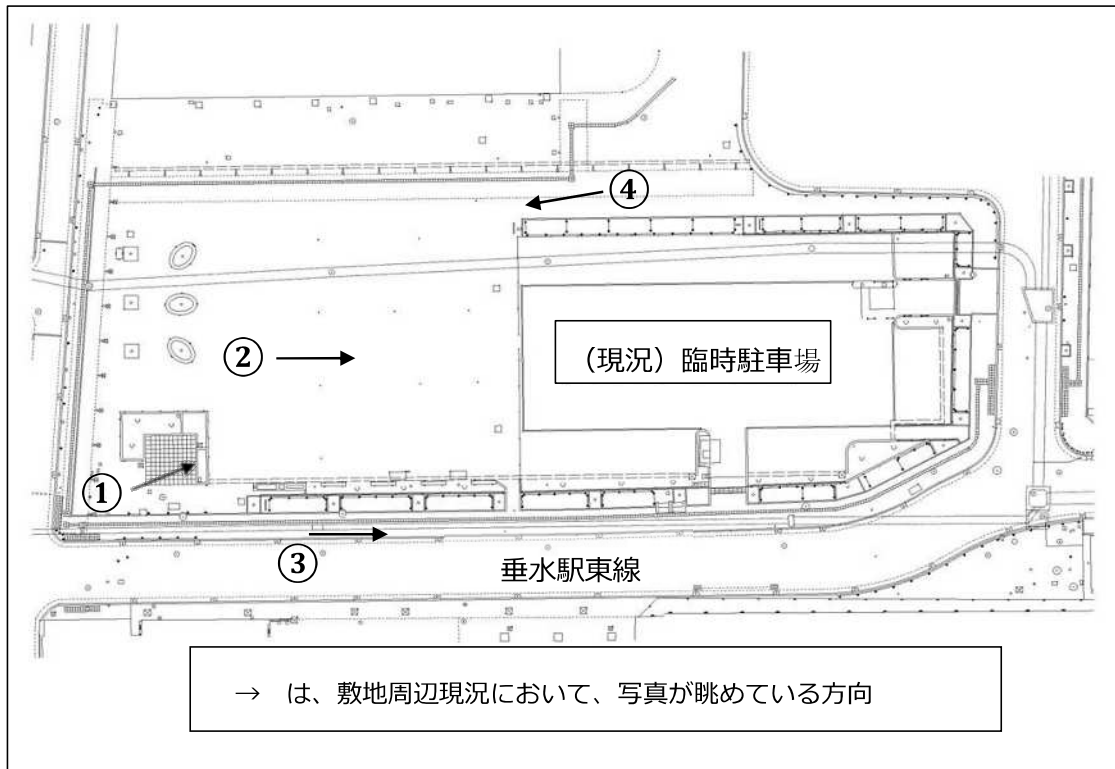 ④
（現況）臨時駐車場
②
①
③
垂水駅東線
→ は、敷地周辺現況において、写真が眺めている方向